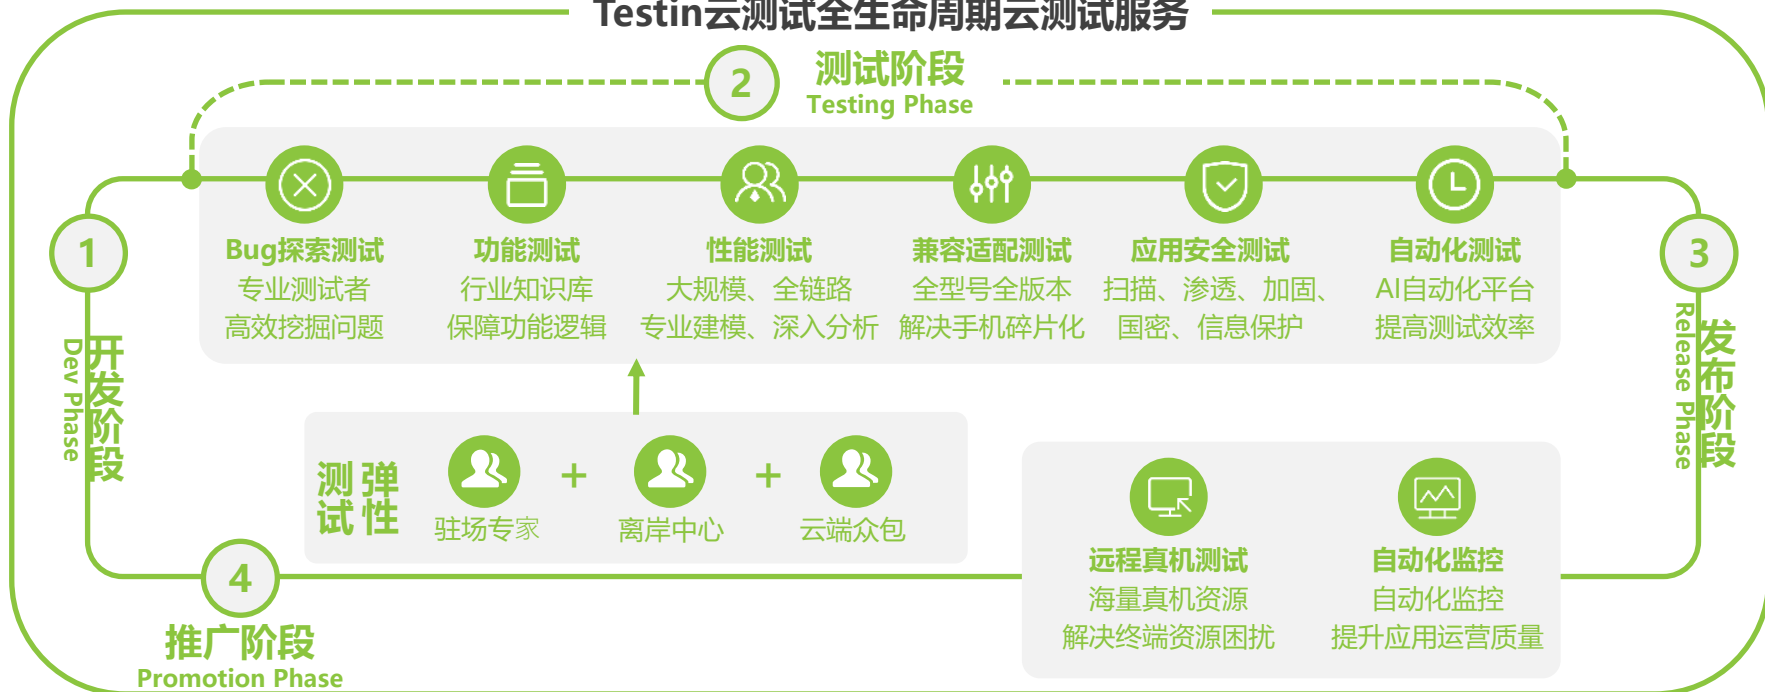 Testin云测试全生命周期云测试服务
2
测试阶段
Testing Phase
Bug探索测试
专业测试者
高效挖掘问题
功能测试
行业知识库
保障功能逻辑
性能测试
大规模、全链路
专业建模、深入分析
兼容适配测试
全型号全版本
解决手机碎片化
应用安全测试
扫描、渗透、加固、
国密、信息保护
自动化测试
AI自动化平台
提高测试效率
1
开发阶段
Dev Phase
3
发布阶段
Release Phase
弹性
测试
驻场专家
+
离岸中心
+
云端众包
远程真机测试
海量真机资源
解决终端资源困扰
自动化监控
自动化监控
提升应用运营质量
4
推广阶段
Promotion Phase